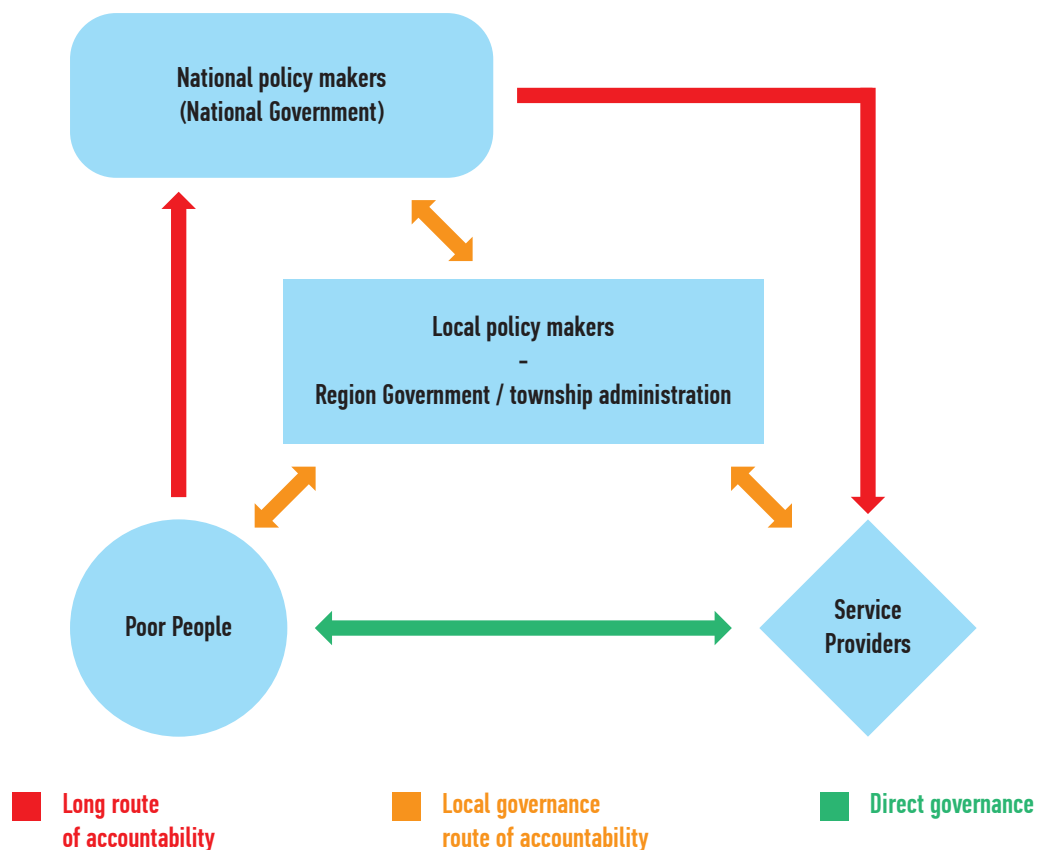 National policy makers
(National Government)
Local policy makers
–
Region Government / township administration
Poor People
Service
Providers
Long route
of accountability
Local governance
route of accountability
Direct governance